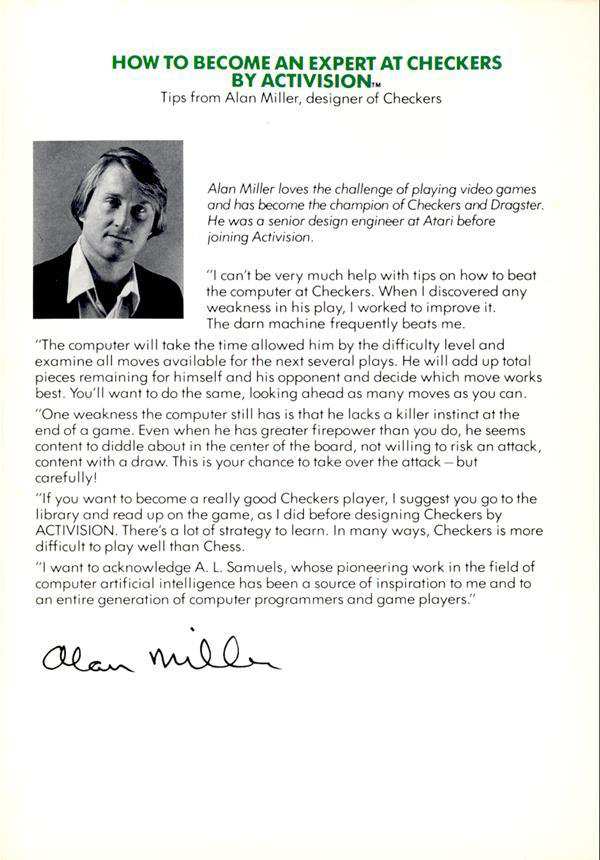 HOW TO BECOME AN EXPERT AT CHECKERS
BY ACTIVISION™
Tips from Alan Miller, designer of Checkers
Alan Miller loves the challenge of playing video games
and has become the champion of Checkers and Dragster.
He was a senior design engineer at Atari before
joining Activision.
"I can't be very much help with tips on how to beat
the computer at Checkers. When I discovered any
weakness in his play, I worked to improve it.
The darn machine frequently beats me.
"The computer will take the time allowed him by the difficulty level and
examine all moves available for the next several plays. He will add up total
pieces remaining for himself and his opponent and decide which move works
best. You'll want to do the same, looking ahead as many moves as you can.
"One weakness the computer still has is that he lacks a killer instinct at the
end of a game. Even when he has greater firepower than you do, he seems
content to diddle about in the center of the board, not willing to risk an attack,
content with a draw. This is your chance to take over the attack — but
carefully!
"If you want to become a really good Checkers player, I suggest you go to the
library and read up on the game, as I did before designing Checkers by
ACTIVISION. There's a lot of strategy to learn. In many ways, Checkers is more
difficult to play well than Chess.
"I want to acknowledge A. L. Samuels, whose pioneering work in the field of
computer artificial intelligence has been a source of inspiration to me and to
an entire generation of computer programmers and game players."
Alan Miller